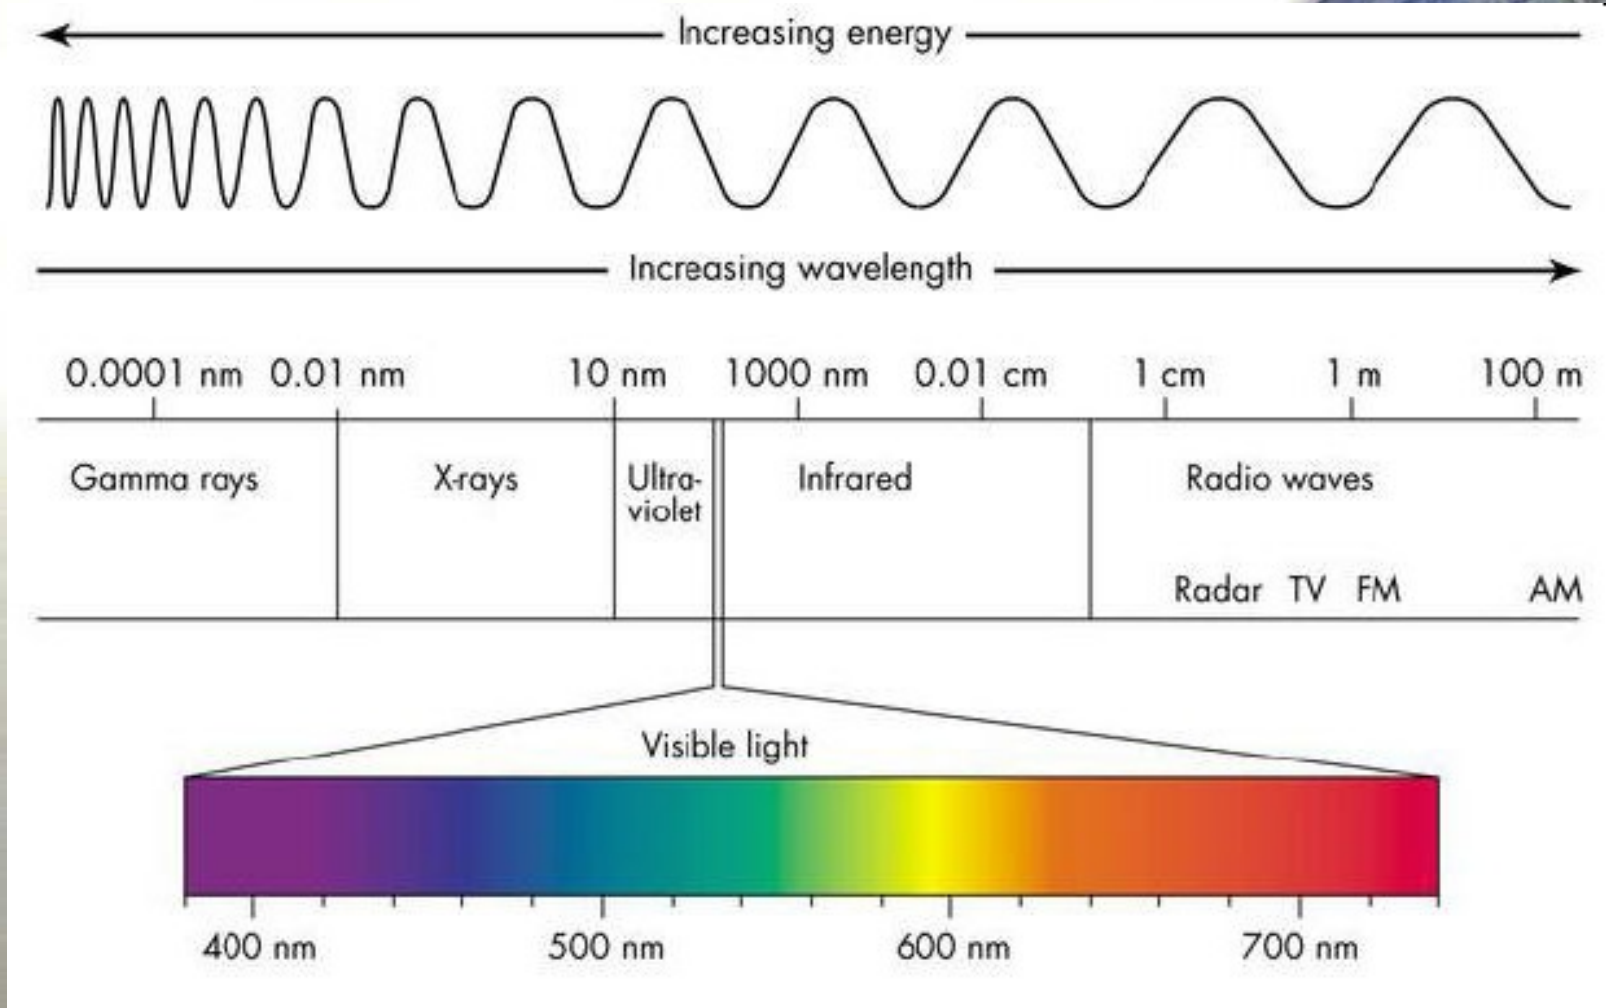 Increasing energy
Increasing wavelength
0.0001 nm 0.01 nm 10 nm 1000 nm 0.01 cm 1 cm 1 m 100 m
Gamma rays X-rays Ultra-
violet Infrared Radio waves
Radar TV FM AM
Visible light
400 nm 500 nm 600 nm 700 nm